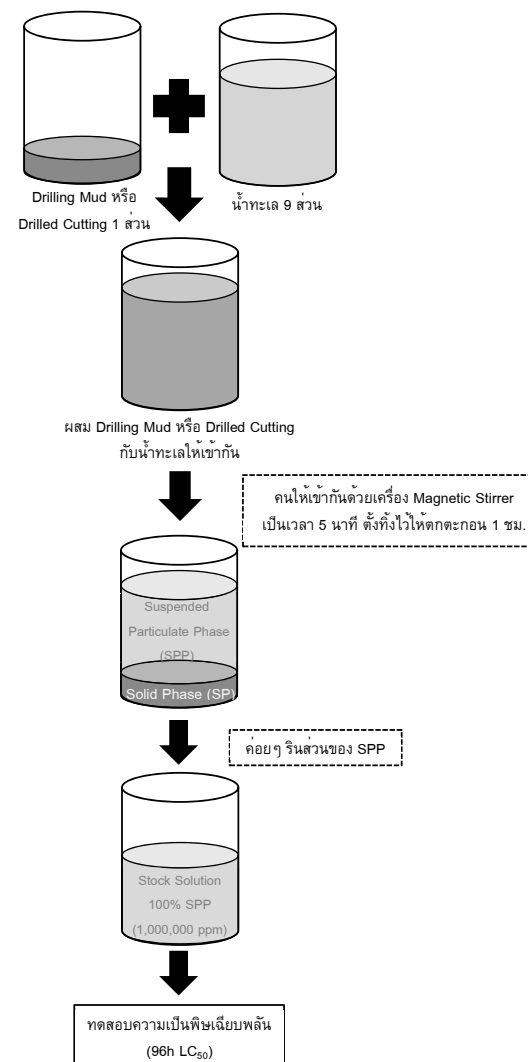 Drilling Mud หรือ
Drilled Cutting 1 ส่วน
น้ำทะเล 9 ส่วน
ผสม Drilling Mud หรือ Drilled Cutting
กับน้ำทะเลให้เข้ากัน
คนให้เข้ากันด้วยเครื่อง Magnetic Stirrer
เป็นเวลา 5 นาที ตั้งทิ้งไว้ให้ตกตะกอน 1 ชม.
Suspended
Particulate Phase
(SPP)
Solid Phase (SP)
ค่อยๆ รินส่วนของ SPP
Stock Solution
100% SPP
(1,000,000 ppm)
ทดสอบความเป็นพิษเฉียบพลัน
(96h LC₅₀)